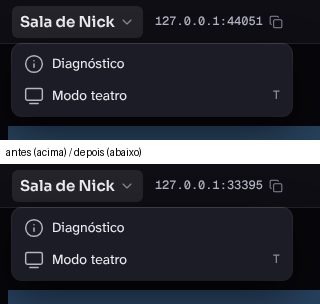 Sala de Nick 127.0.0.1:44051
Diagnóstico
Modo teatro T
antes (acima) / depois (abaixo)
Sala de Nick 127.0.0.1:33395
Diagnóstico
Modo teatro T